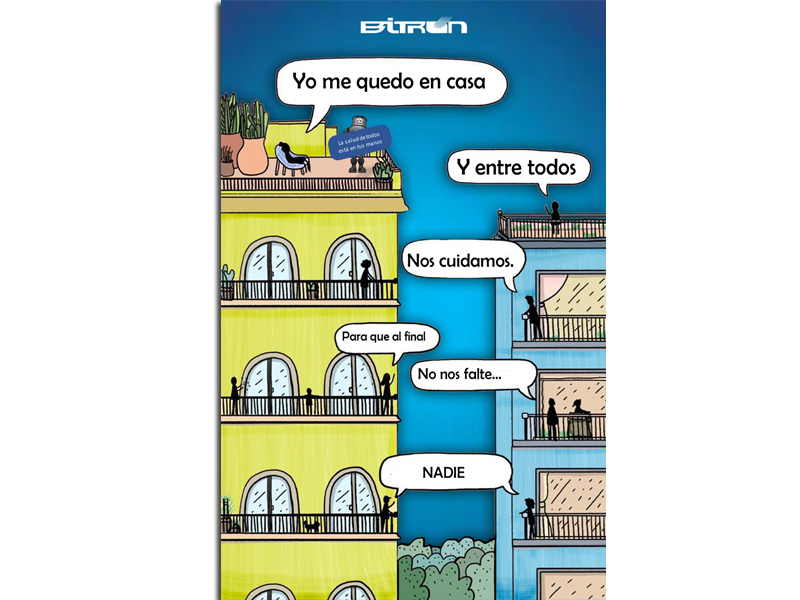 BITRON
Yo me quedo en casa
La salud de todos
está en tus manos
Y entre todos
Nos cuidamos.
Para que al final
No nos falte...
NADIE